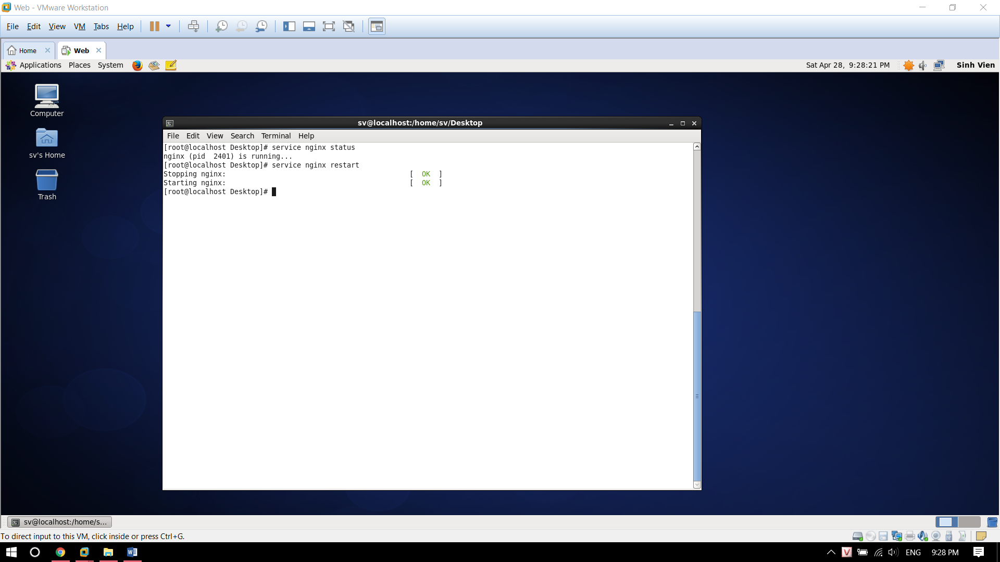 Web - VMware Workstation
File Edit View VM Tabs Help
Home Web
Applications Places System Sat Apr 28, 9:28:21 PM Sinh Vien
Computer
sv's Home
Trash
sv@localhost:/home/sv/Desktop
File Edit View Search Terminal Help
[root@localhost Desktop]# service nginx status
nginx (pid  2401) is running...
[root@localhost Desktop]# service nginx restart
Stopping nginx: [  OK  ]
Starting nginx: [  OK  ]
[root@localhost Desktop]#
sv@localhost:/home/s...
To direct input to this VM, click inside or press Ctrl+G.
V ENG 9:28 PM